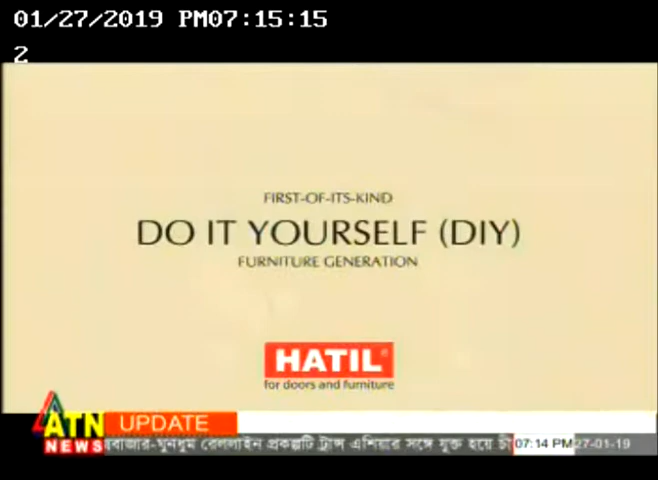 01/27/2019 PM07:15:15
2
FIRST-OF-ITS-KIND
DO IT YOURSELF (DIY)
FURNITURE GENERATION
HATIL®
for doors and furniture
ATN
NEWS
UPDATE
রেললাইন প্রকল্পটি ট্রান্স এশিয়ার সঙ্গে যুক্ত হয়ে
07:14 PM 27-01-19